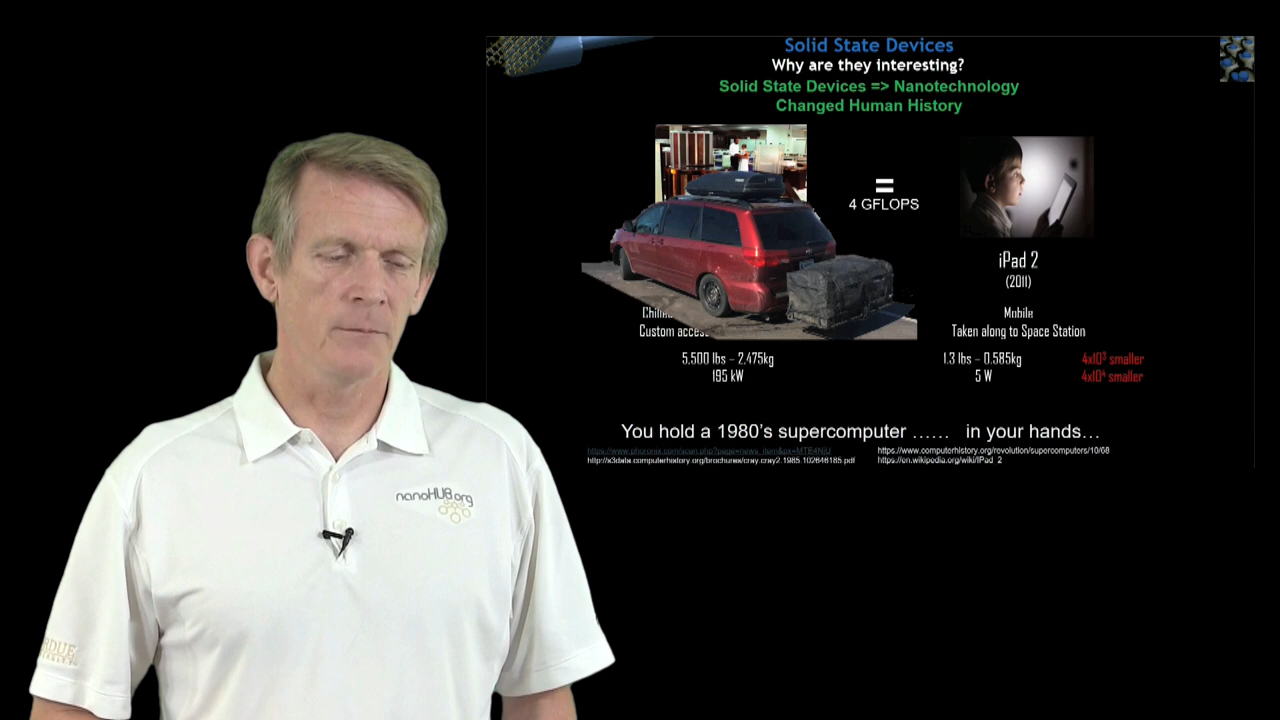 Solid State Devices
Why are they interesting?
Solid State Devices => Nanotechnology
Changed Human History
=
4 GFLOPS
iPad 2
(2011)
Custom access
Mobile
Taken along to Space Station
5,500 lbs – 2,475kg
195 kW
1.3 lbs – 0.585kg
5 W
4x10³ smaller
4x10⁴ smaller
You hold a 1980's supercomputer …… in your hands…
https://www.computerhistory.org/revolution/supercomputers/10/68
https://en.wikipedia.org/wiki/IPad_2
nanoHUB.org